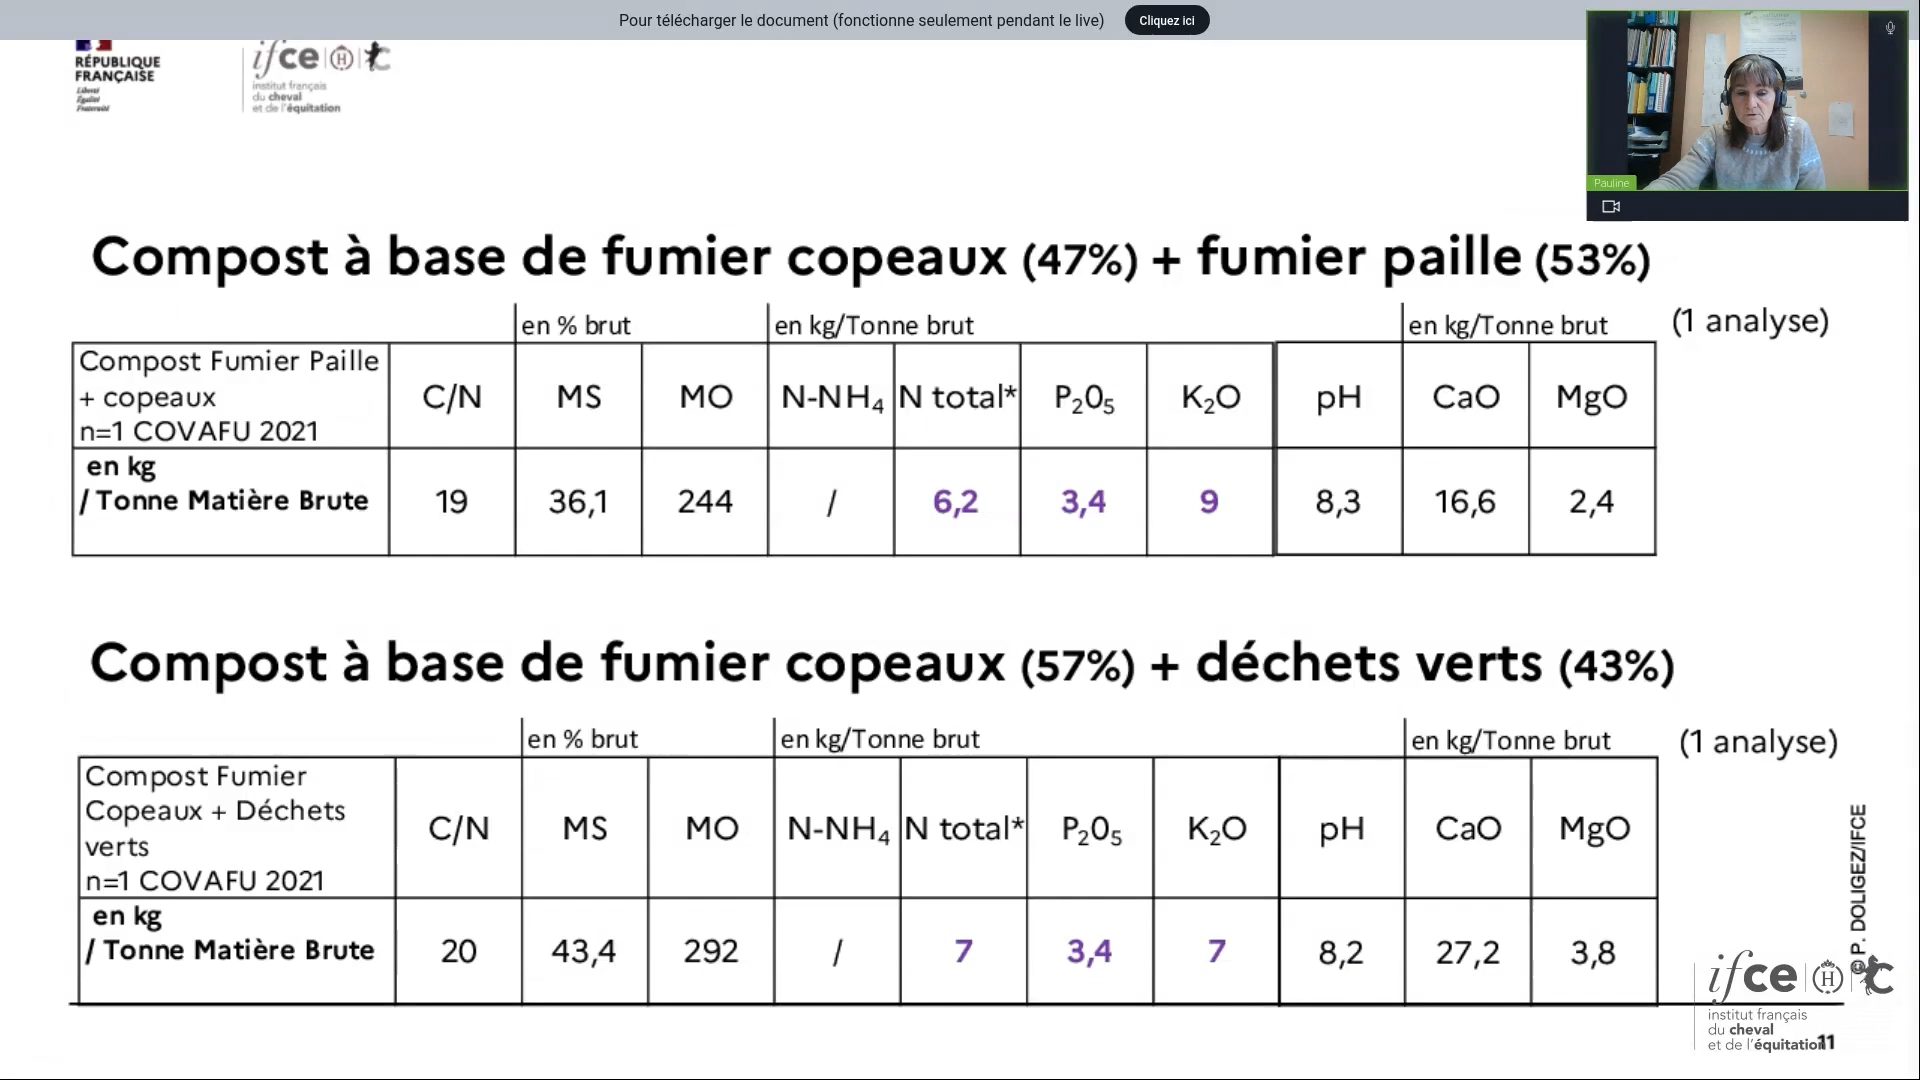 Pour télécharger le document (fonctionne seulement pendant le live)
Cliquez ici
RÉPUBLIQUE
FRANÇAISE
Liberté
Égalité
Fraternité
ifce
institut français
du cheval
et de l'équitation
Pauline
Compost à base de fumier copeaux (47%) + fumier paille (53%)
en % brut
en kg/Tonne brut
en kg/Tonne brut
(1 analyse)
Compost Fumier Paille
+ copeaux
n=1 COVAFU 2021
C/N
MS
MO
N-NH₄
N total*
P₂0₅
K₂O
pH
CaO
MgO
en kg
/ Tonne Matière Brute
19
36,1
244
/
6,2
3,4
9
8,3
16,6
2,4
Compost à base de fumier copeaux (57%) + déchets verts (43%)
en % brut
en kg/Tonne brut
en kg/Tonne brut
(1 analyse)
Compost Fumier
Copeaux + Déchets
verts
n=1 COVAFU 2021
C/N
MS
MO
N-NH₄
N total*
P₂0₅
K₂O
pH
CaO
MgO
en kg
/ Tonne Matière Brute
20
43,4
292
/
7
3,4
7
8,2
27,2
3,8
© P. DOLIGEZ/IFCE
ifce
institut français
du cheval
et de l'équitation
11